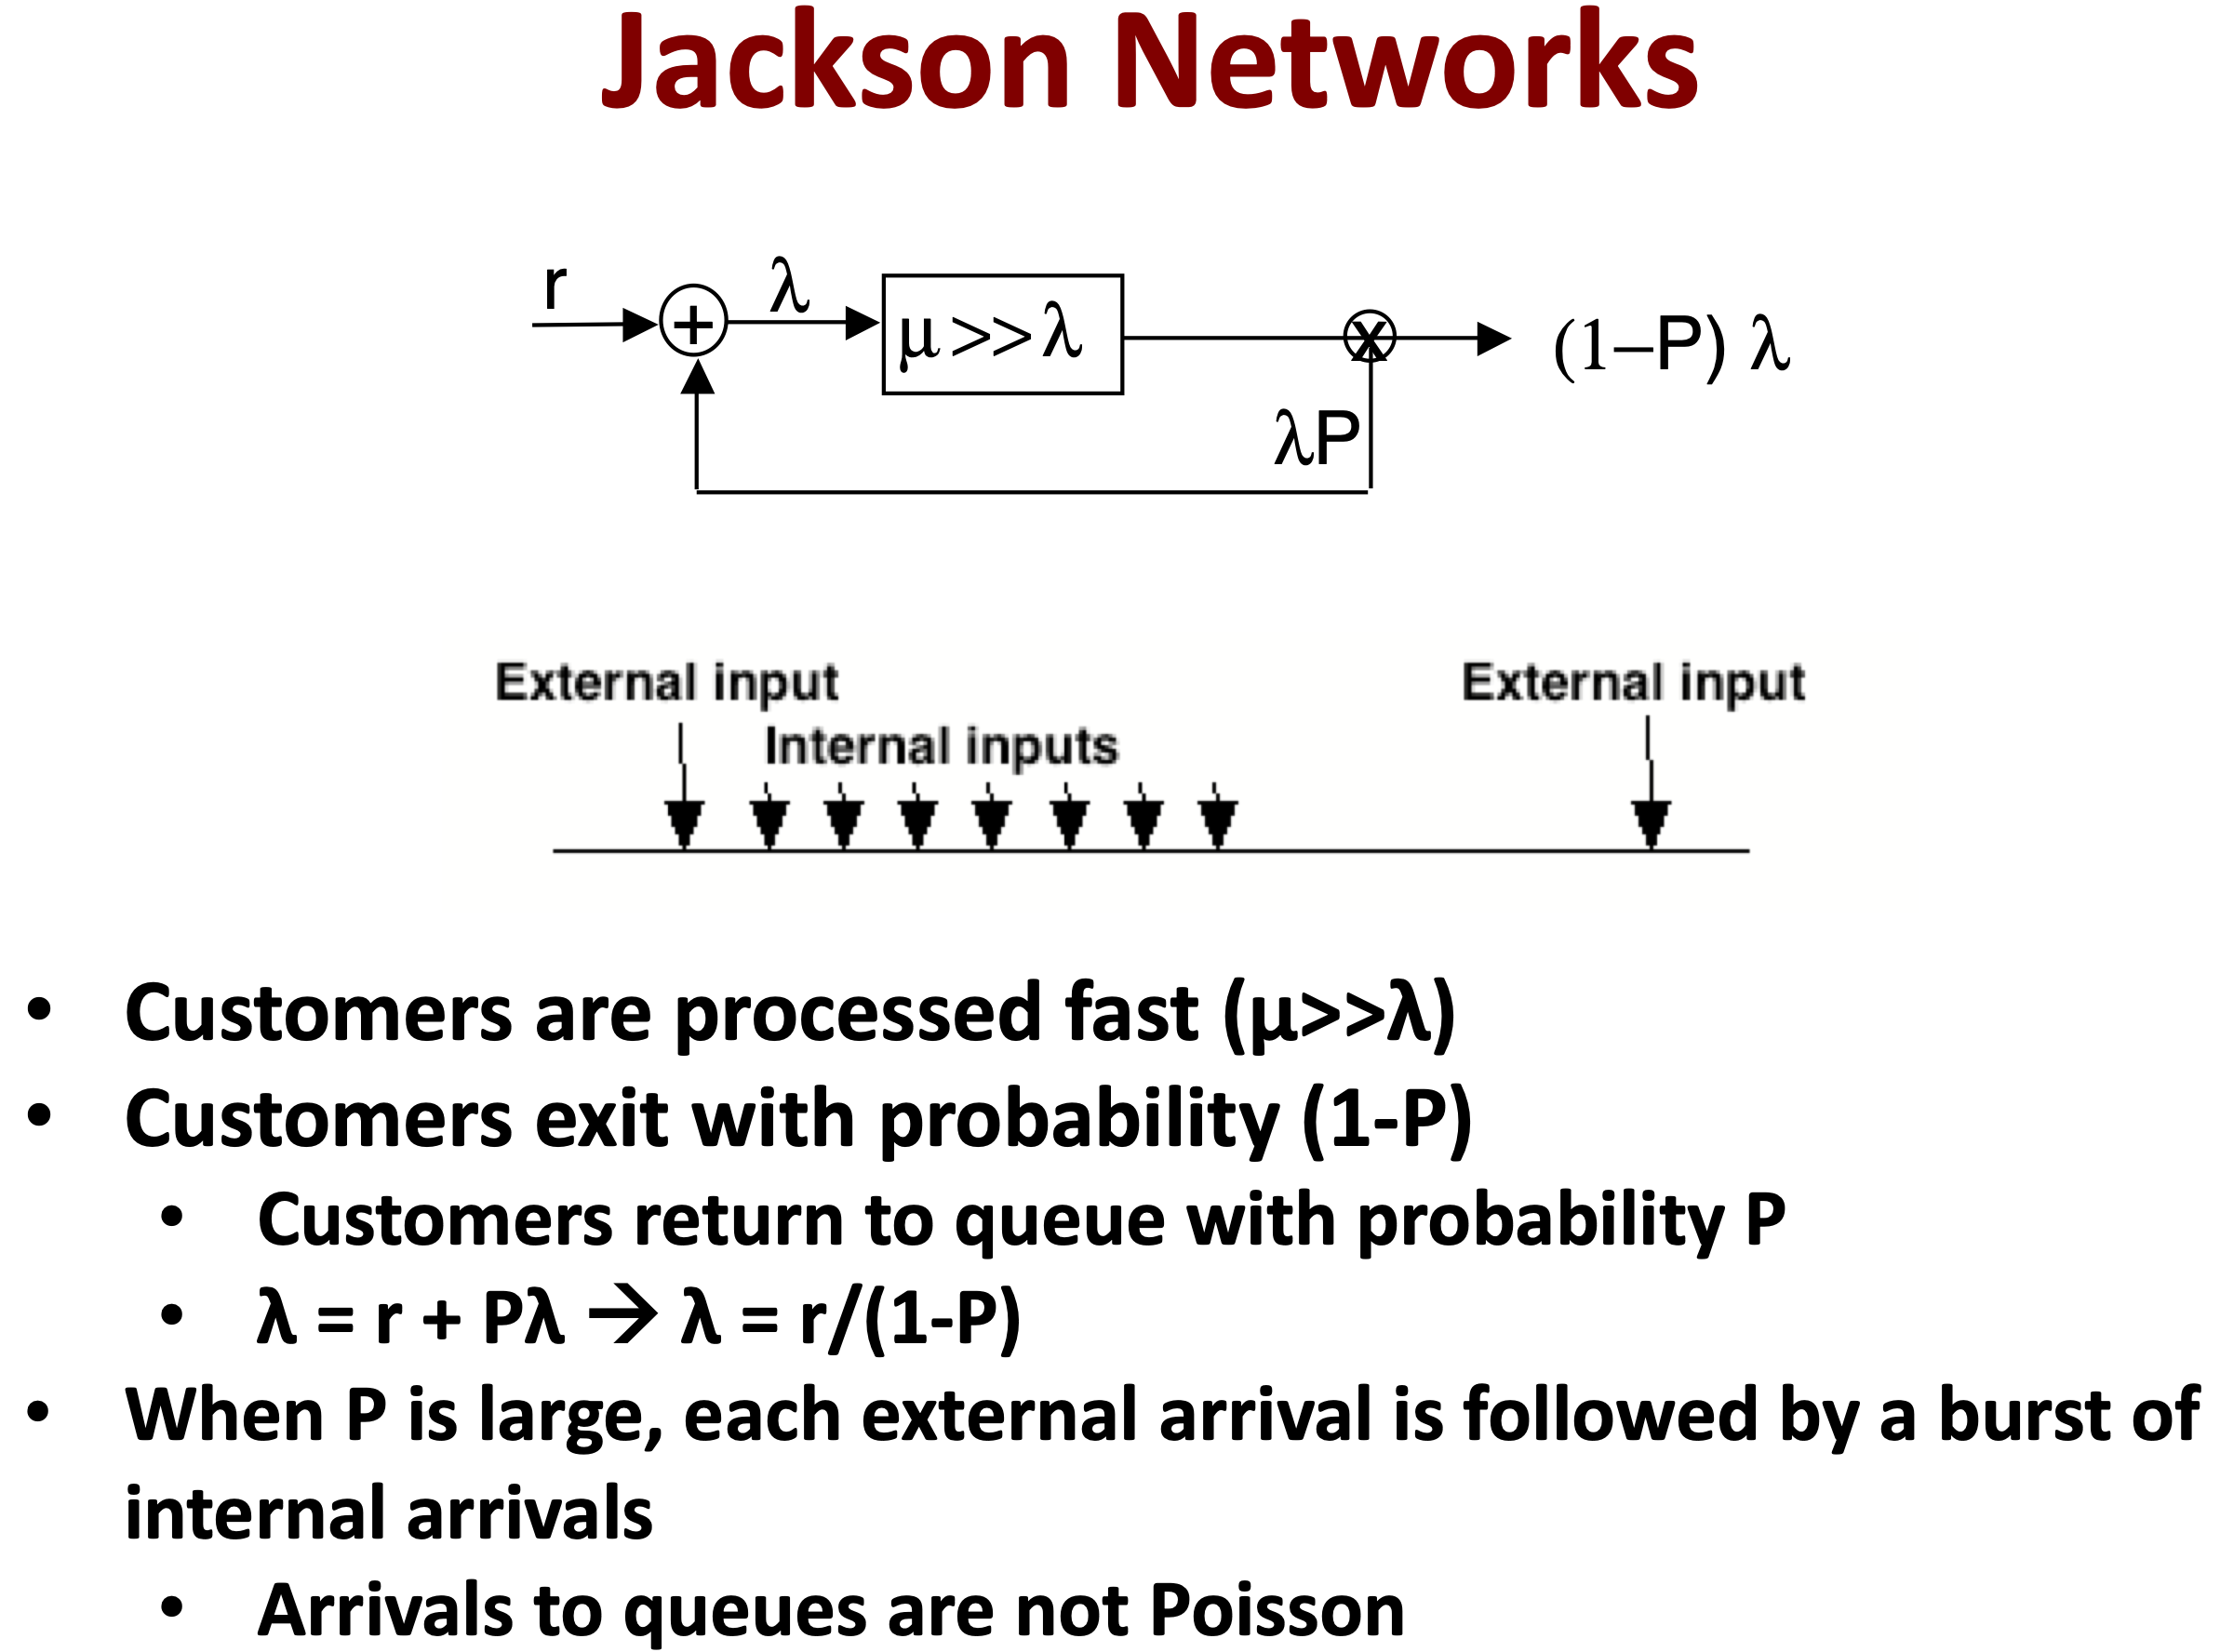 Jackson Networks
r
λ
+
μ >>λ
X
(1–P) λ
λP
External input
External input
Internal inputs
• Customers are processed fast (μ>>λ)
• Customers exit with probability (1-P)
• Customers return to queue with probability P
• λ = r + Pλ → λ = r/(1-P)
• When P is large, each external arrival is followed by a burst of
internal arrivals
• Arrivals to queues are not Poisson